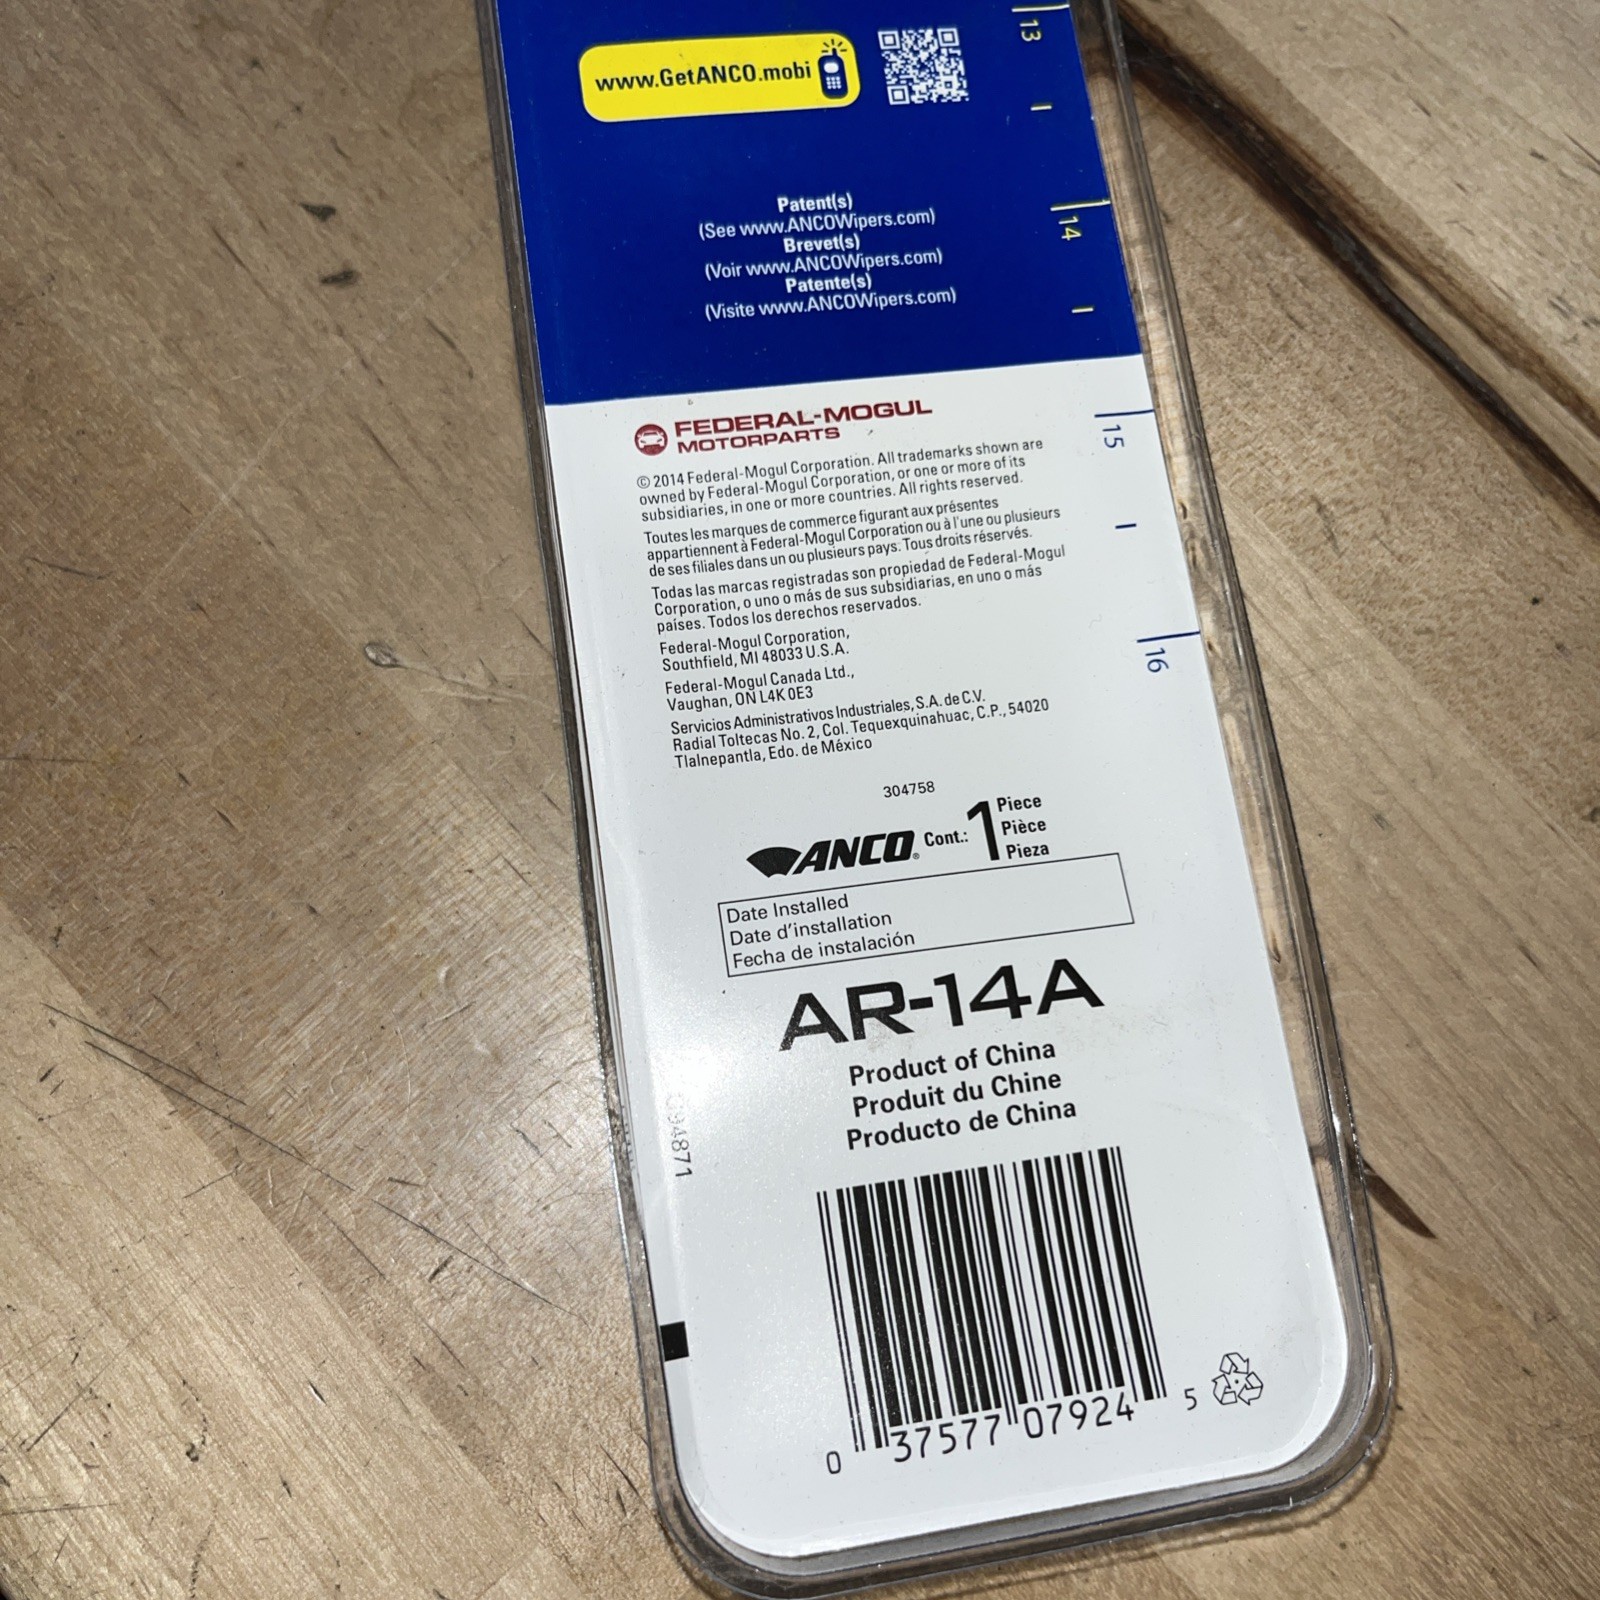 www.GetANCO.mobi
13
14
Patent(s)
(See www.ANCOWipers.com)
Brevet(s)
(Voir www.ANCOWipers.com)
Patente(s)
(Visite www.ANCOWipers.com)
FEDERAL-MOGUL
MOTORPARTS
15
© 2014 Federal-Mogul Corporation. All trademarks shown are
owned by Federal-Mogul Corporation, or one or more of its
subsidiaries, in one or more countries. All rights reserved.
Toutes les marques de commerce figurant aux présentes
appartiennent à Federal-Mogul Corporation ou à l'une ou plusieurs
de ses filiales dans un ou plusieurs pays. Tous droits réservés.
Todas las marcas registradas son propiedad de Federal-Mogul
Corporation, o uno o más de sus subsidiarias, en uno o más
países. Todos los derechos reservados.
16
Federal-Mogul Corporation,
Southfield, MI 48033 U.S.A.
Federal-Mogul Canada Ltd.,
Vaughan, ON L4K 0E3
Servicios Administrativos Industriales, S.A. de C.V.
Radial Toltecas No. 2, Col. Tequexquinahuac, C.P., 54020
Tlalnepantla, Edo. de México
304758
ANCO® Cont.: 1 Piece
Pièce
Pieza
Date Installed
Date d'installation
Fecha de instalación
AR-14A
Product of China
Produit du Chine
Producto de China
0 37577 07924 5